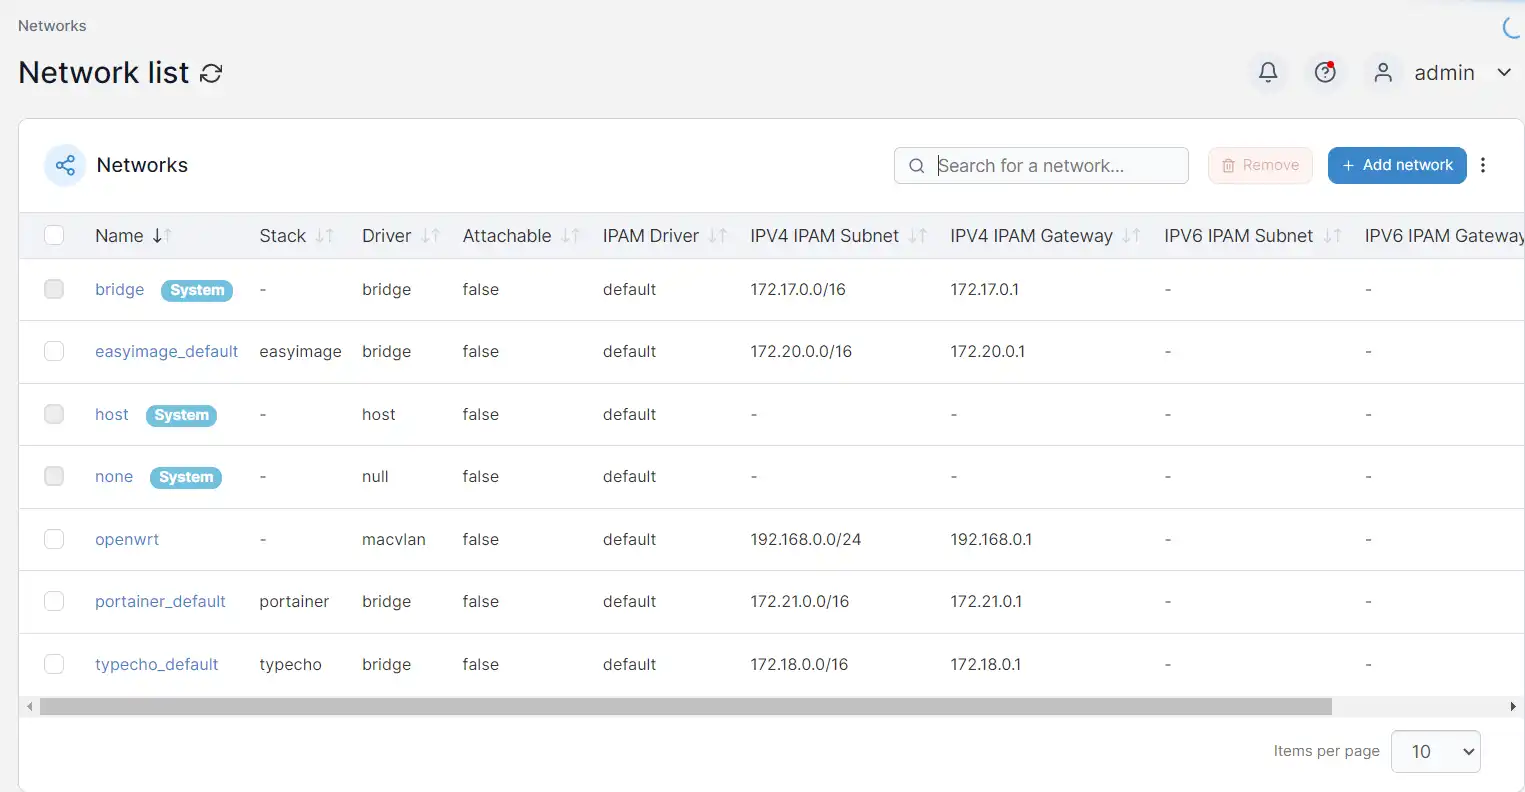 Networks
Network list
admin
Networks
Search for a network...
Remove
Add network
Name Stack Driver Attachable IPAM Driver IPV4 IPAM Subnet IPV4 IPAM Gateway IPV6 IPAM Subnet IPV6 IPAM Gateway
bridge System - bridge false default 172.17.0.0/16 172.17.0.1 - -
easyimage_default easyimage bridge false default 172.20.0.0/16 172.20.0.1 - -
host System - host false default - - - -
none System - null false default - - - -
openwrt - macvlan false default 192.168.0.0/24 192.168.0.1 - -
portainer_default portainer bridge false default 172.21.0.0/16 172.21.0.1 - -
typecho_default typecho bridge false default 172.18.0.0/16 172.18.0.1 - -
Items per page 10